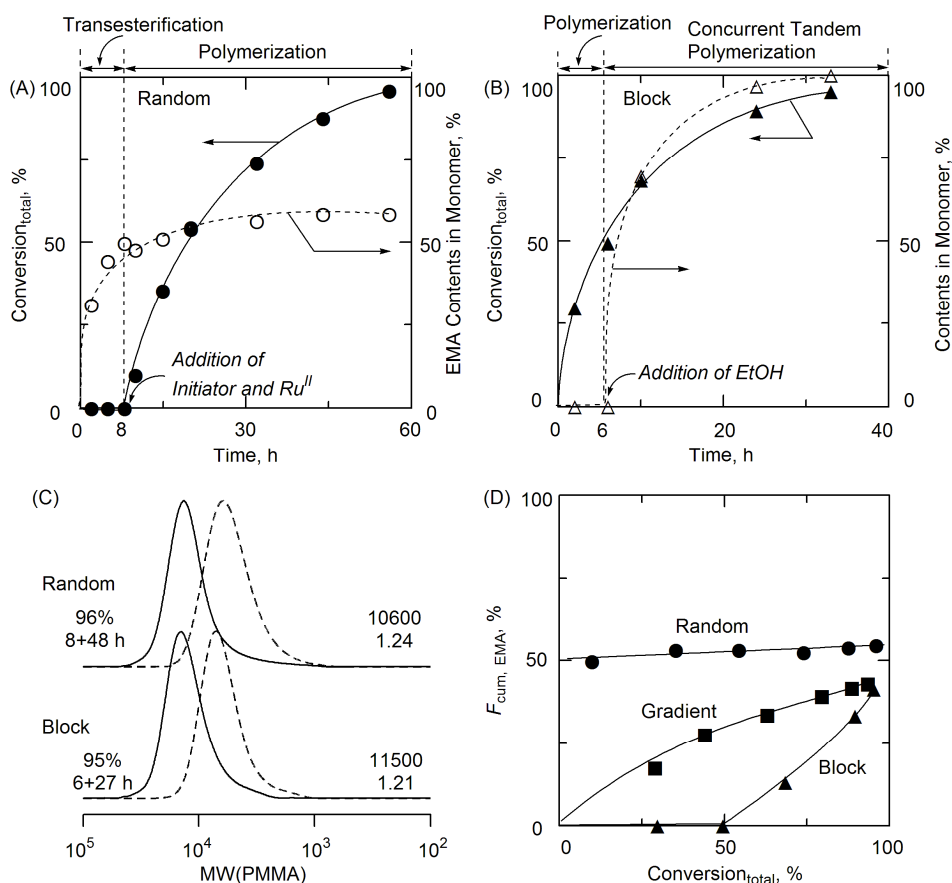 Transesterification
Polymerization
(A)
100
Random
100
Conversion_total, %
50
50
EMA Contents in Monomer, %
Addition of
Initiator and Ru^II
0
0
0
8
30
60
Time, h
Polymerization
Concurrent Tandem
Polymerization
(B)
100
Block
100
Conversion_total, %
50
50
Contents in Monomer, %
Addition of EtOH
0
0
0
6
20
40
Time, h
(C)
Random
96%
8+48 h
10600
1.24
Block
95%
6+27 h
11500
1.21
10^5
10^4
10^3
10^2
MW(PMMA)
(D)
100
F_cum, EMA, %
50
0
Random
Gradient
Block
0
50
100
Conversion_total, %